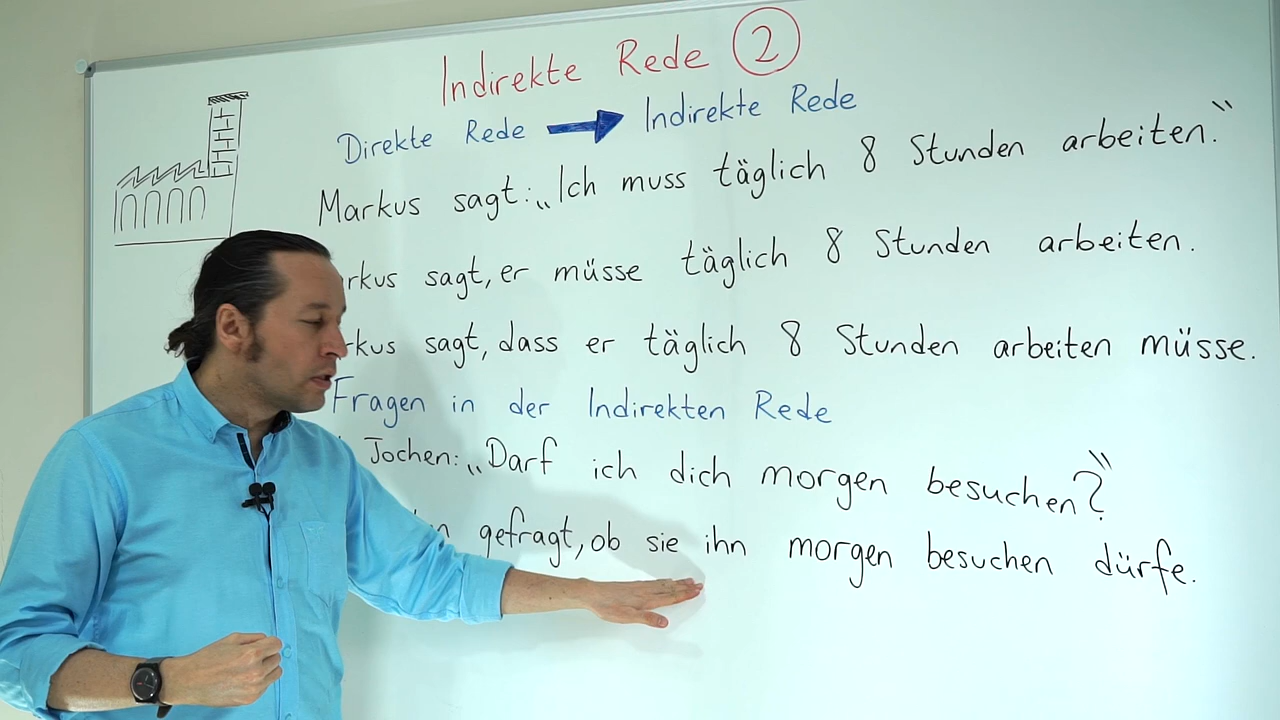 Indirekte Rede 2
Direkte Rede → Indirekte Rede
Markus sagt: „Ich muss täglich 8 Stunden arbeiten.“
rkus sagt, er müsse täglich 8 Stunden arbeiten.
rkus sagt, dass er täglich 8 Stunden arbeiten müsse.
Fragen in der Indirekten Rede
Jochen: „Darf ich dich morgen besuchen?“
gefragt, ob sie ihn morgen besuchen dürfe.